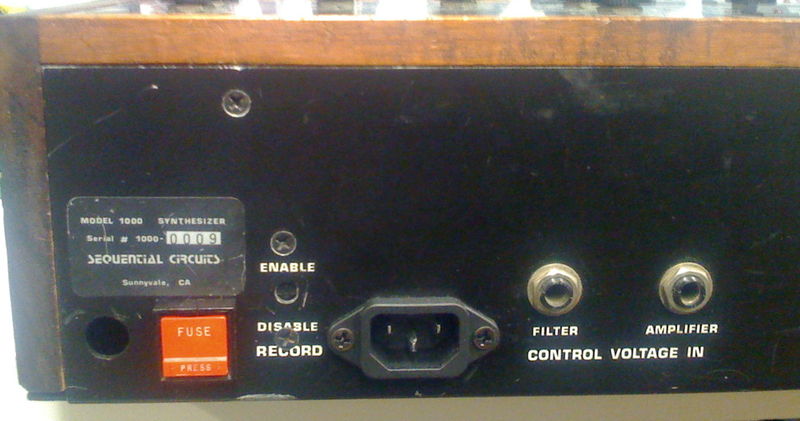 MODEL 1000 SYNTHESIZER
Serial # 1000-0009
SEQUENTIAL CIRCUITS
Sunnyvale, CA
FUSE
PRESS
ENABLE
DISABLE
RECORD
FILTER
AMPLIFIER
CONTROL VOLTAGE IN